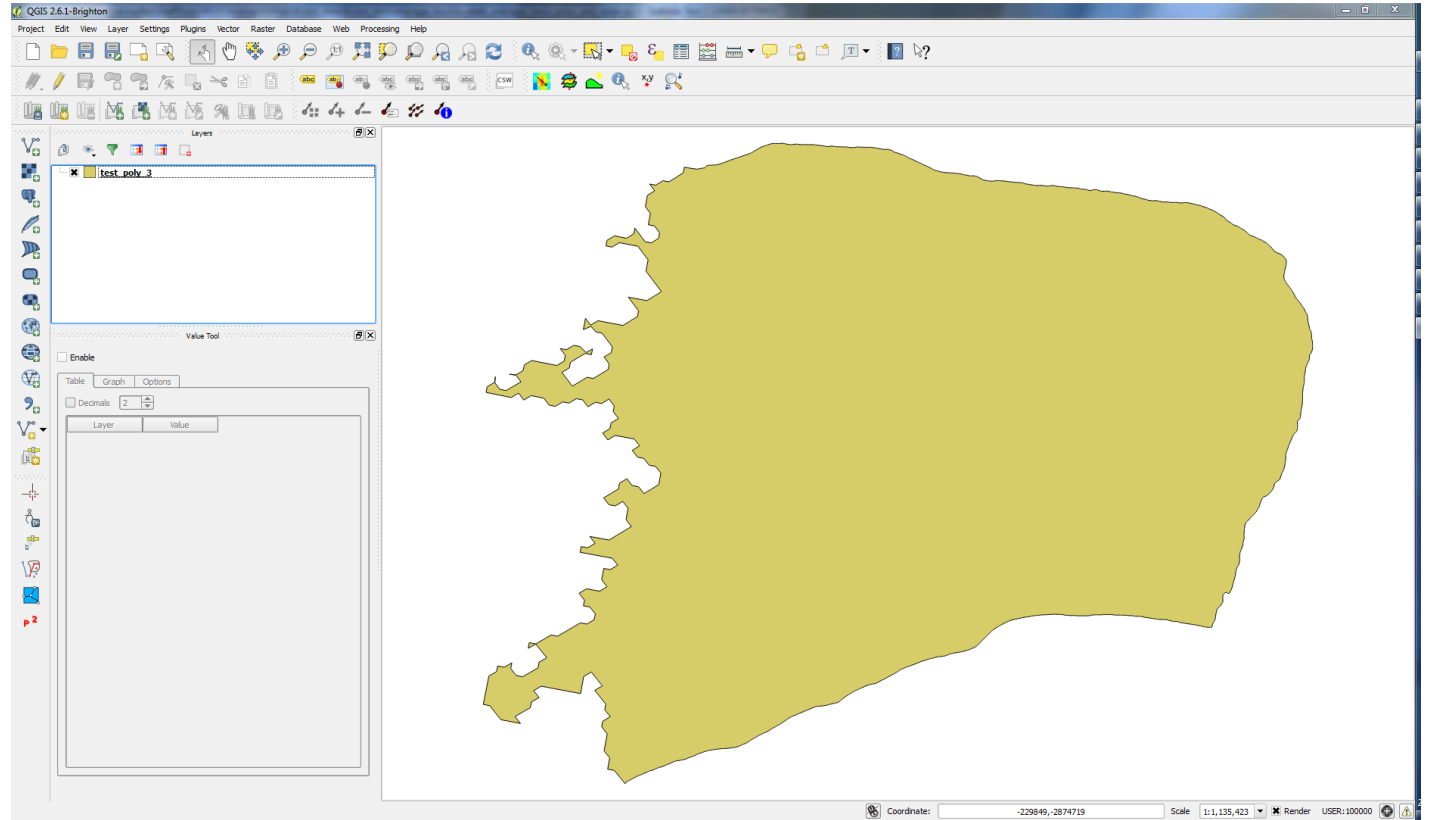 QGIS 2.6.1-Brighton
Project Edit View Layer Settings Plugins Vector Raster Database Web Processing Help
Layers
test_poly_3
Value Tool
Enable
Table Graph Options
Decimals 2
Layer Value
Coordinate: -229849,-2874719 Scale 1:1,135,423 Render USER:100000